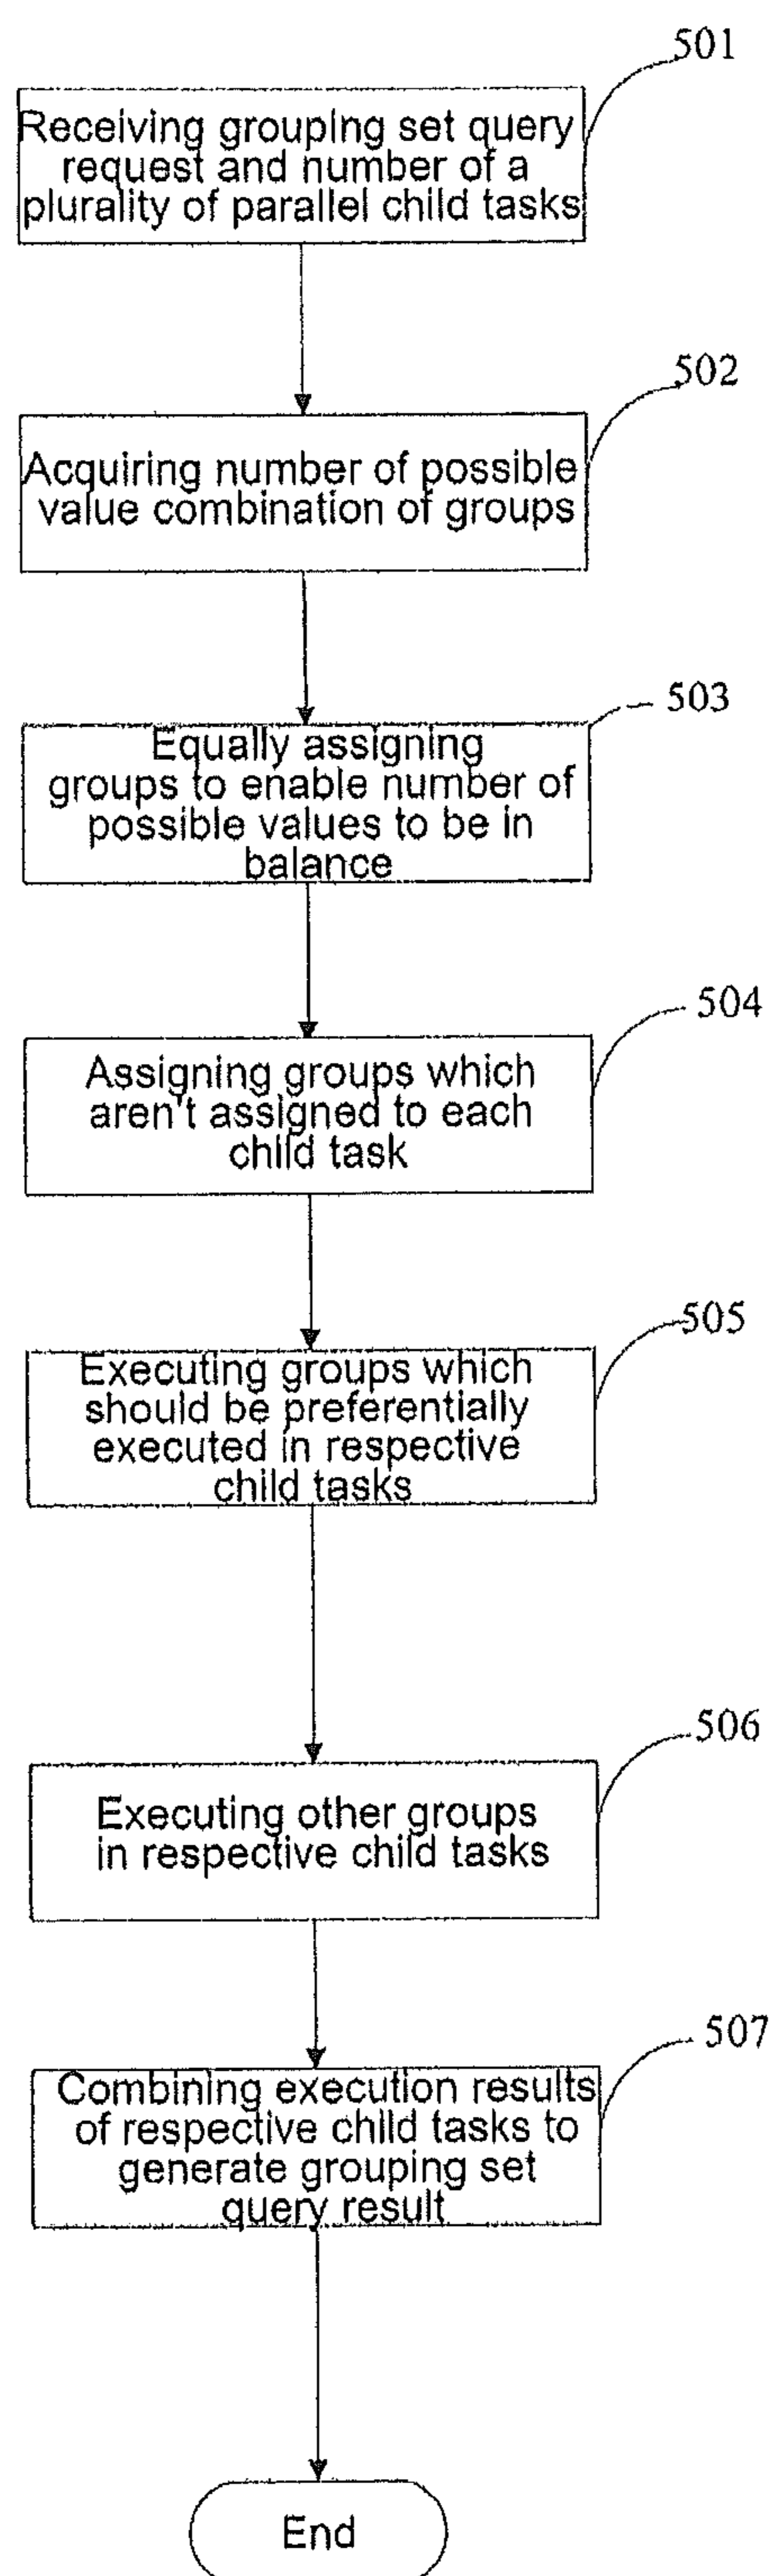 501
Receiving grouping set query
request and number of a
plurality of parallel child tasks
502
Acquiring number of possible
value combination of groups
503
Equally assigning
groups to enable number of
possible values to be in
balance
504
Assigning groups which
aren't assigned to each
child task
505
Executing groups which
should be preferentially
executed in respective
child tasks
506
Executing other groups
in respective child tasks
507
Combining execution results
of respective child tasks to
generate grouping set
query result
End